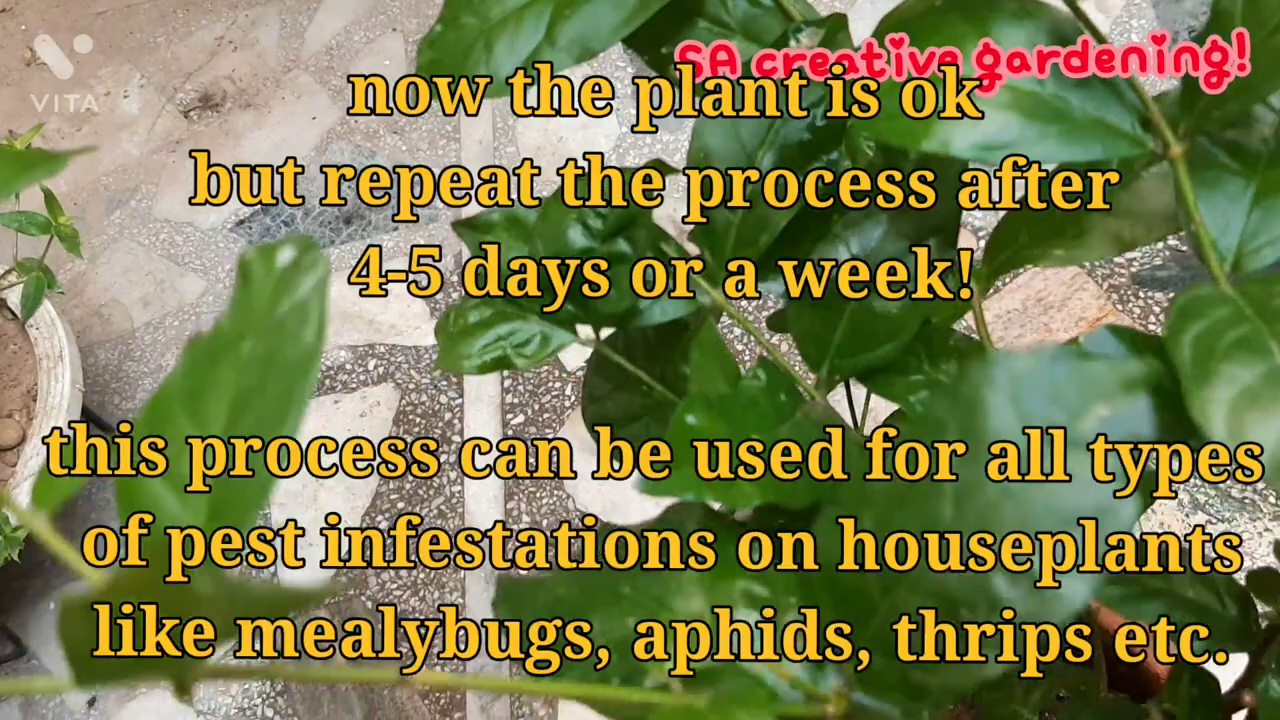 VITA
SA creative gardening!
now the plant is ok
but repeat the process after
4-5 days or a week!
this process can be used for all types
of pest infestations on houseplants
like mealybugs, aphids, thrips etc.